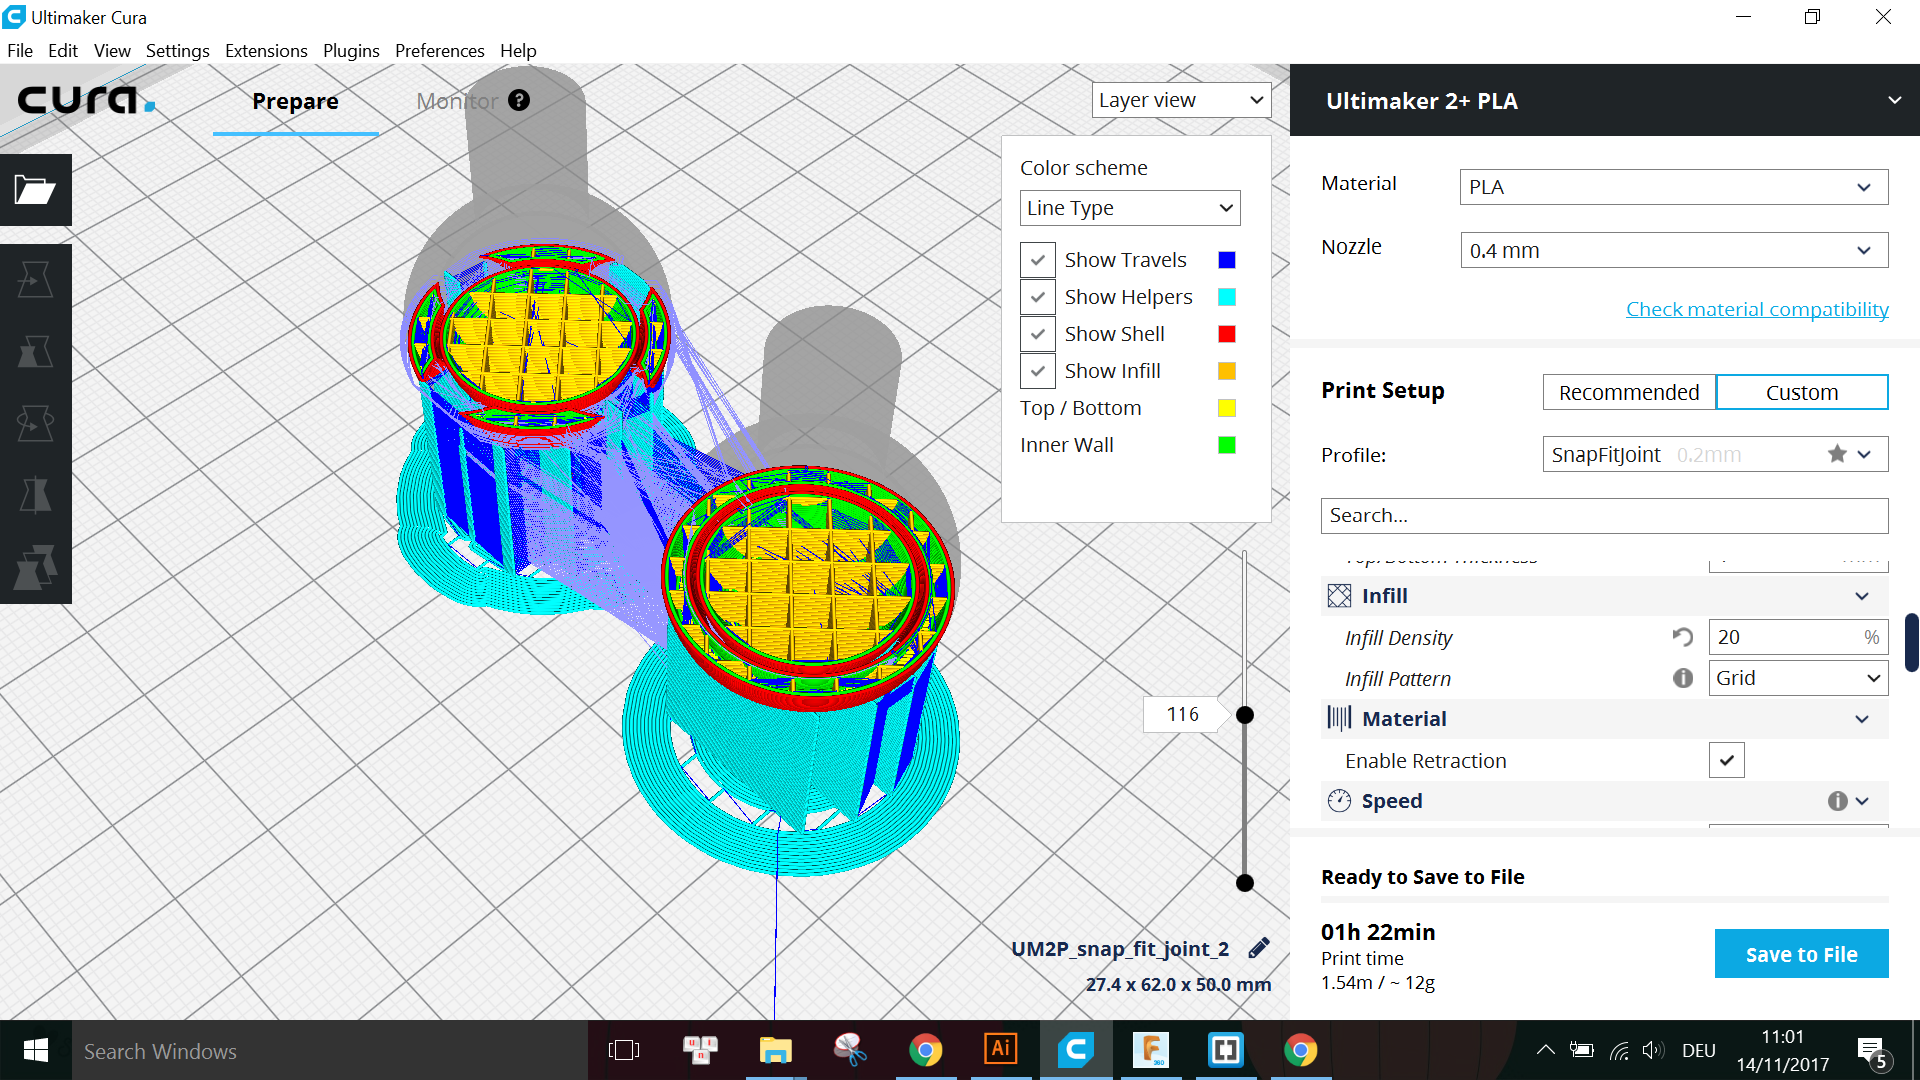 Ultimaker Cura
File Edit View Settings Extensions Plugins Preferences Help
cura.
Prepare
Monitor ?
Layer view
Color scheme
Line Type
Show Travels
Show Helpers
Show Shell
Show Infill
Top / Bottom
Inner Wall
116
UM2P_snap_fit_joint_2
27.4 x 62.0 x 50.0 mm
Ultimaker 2+ PLA
Material PLA
Nozzle 0.4 mm
Check material compatibility
Print Setup Recommended Custom
Profile: SnapFitJoint 0.2mm
Search...
Top/Bottom Thickness
Infill
Infill Density 20 %
Infill Pattern Grid
Material
Enable Retraction
Speed
Ready to Save to File
01h 22min
Print time
1.54m / ~ 12g
Save to File
Search Windows
u i n
Ai
F
360
DEU
11:01
14/11/2017
5